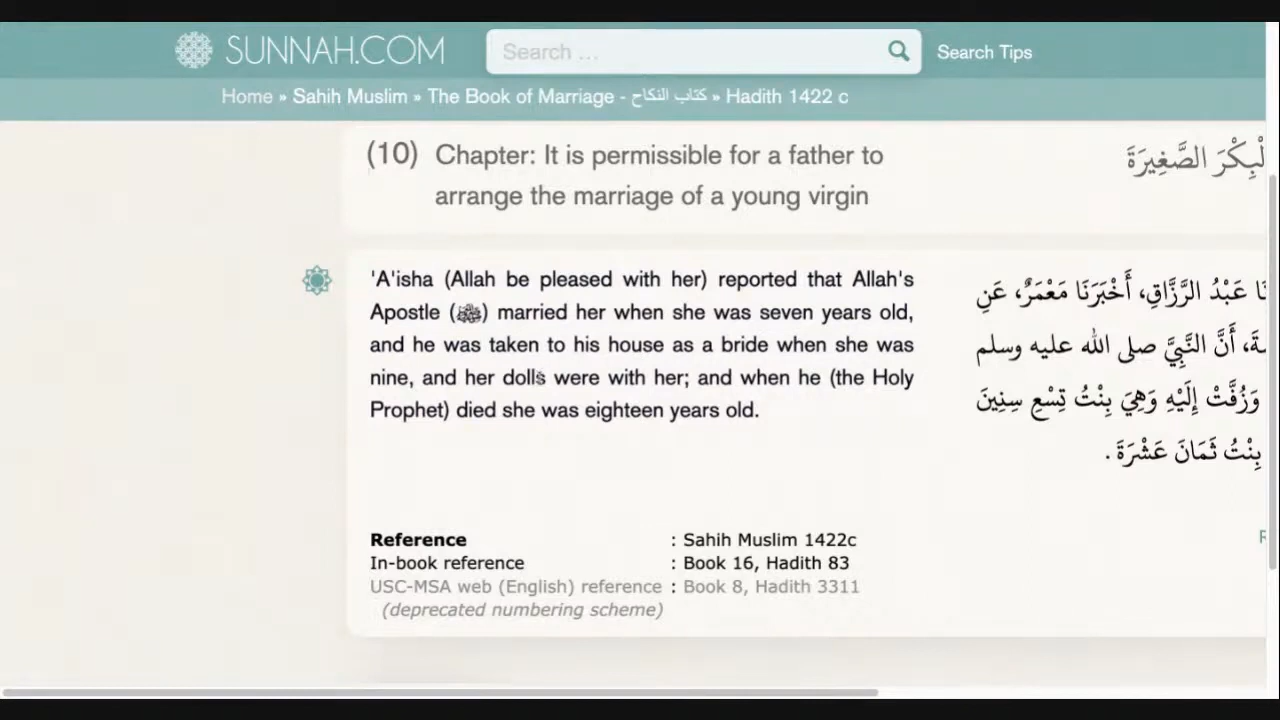 SUNNAH.COM
Search ...
Search Tips
Home » Sahih Muslim » The Book of Marriage - كتاب النكاح » Hadith 1422 c
(10) Chapter: It is permissible for a father to
arrange the marriage of a young virgin
الْبِكْرَ الصَّغِيرَةَ
'A'isha (Allah be pleased with her) reported that Allah's
Apostle (ﷺ) married her when she was seven years old,
and he was taken to his house as a bride when she was
nine, and her dolls were with her; and when he (the Holy
Prophet) died she was eighteen years old.
عَبْدُ الرَّزَّاقِ، أَخْبَرَنَا مَعْمَرٌ، عَنِ
أَنَّ النَّبِيَّ صلى الله عليه وسلم
وَزُفَّتْ إِلَيْهِ وَهِيَ بِنْتُ تِسْعِ سِنِينَ
بِنْتُ ثَمَانَ عَشْرَةَ .
Reference : Sahih Muslim 1422c
In-book reference : Book 16, Hadith 83
USC-MSA web (English) reference : Book 8, Hadith 3311
(deprecated numbering scheme)